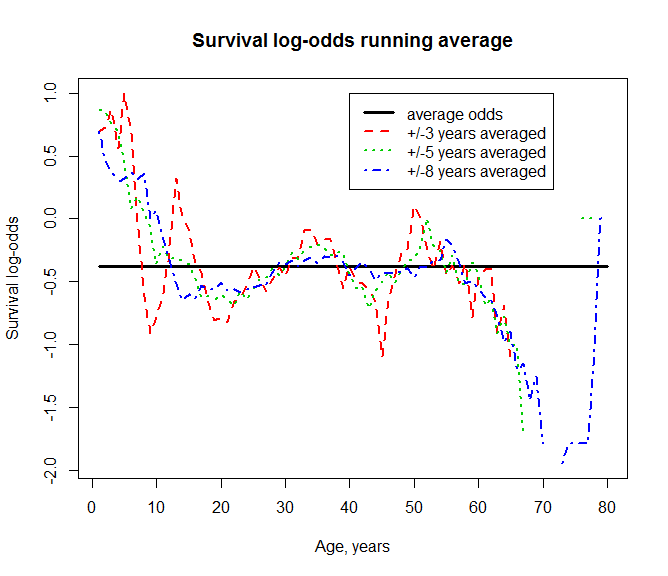 Survival log-odds running average
average odds
+/-3 years averaged
+/-5 years averaged
+/-8 years averaged
Survival log-odds
1.0
0.5
0.0
-0.5
-1.0
-1.5
-2.0
0 10 20 30 40 50 60 70 80
Age, years